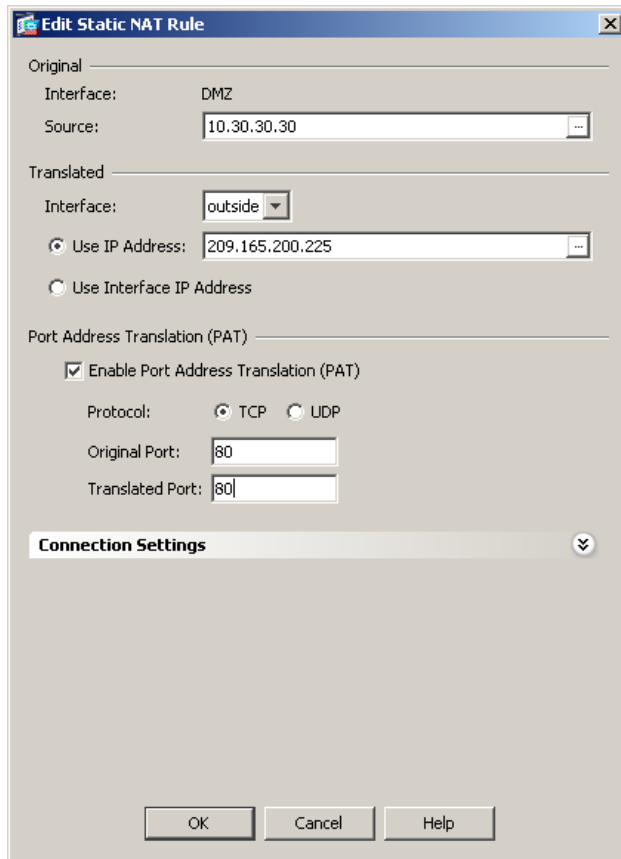 Edit Static NAT Rule
Original
Interface: DMZ
Source: 10.30.30.30 ...
Translated
Interface: outside
Use IP Address: 209.165.200.225 ...
Use Interface IP Address
Port Address Translation (PAT)
Enable Port Address Translation (PAT)
Protocol: TCP UDP
Original Port: 80
Translated Port: 80
Connection Settings
OK Cancel Help